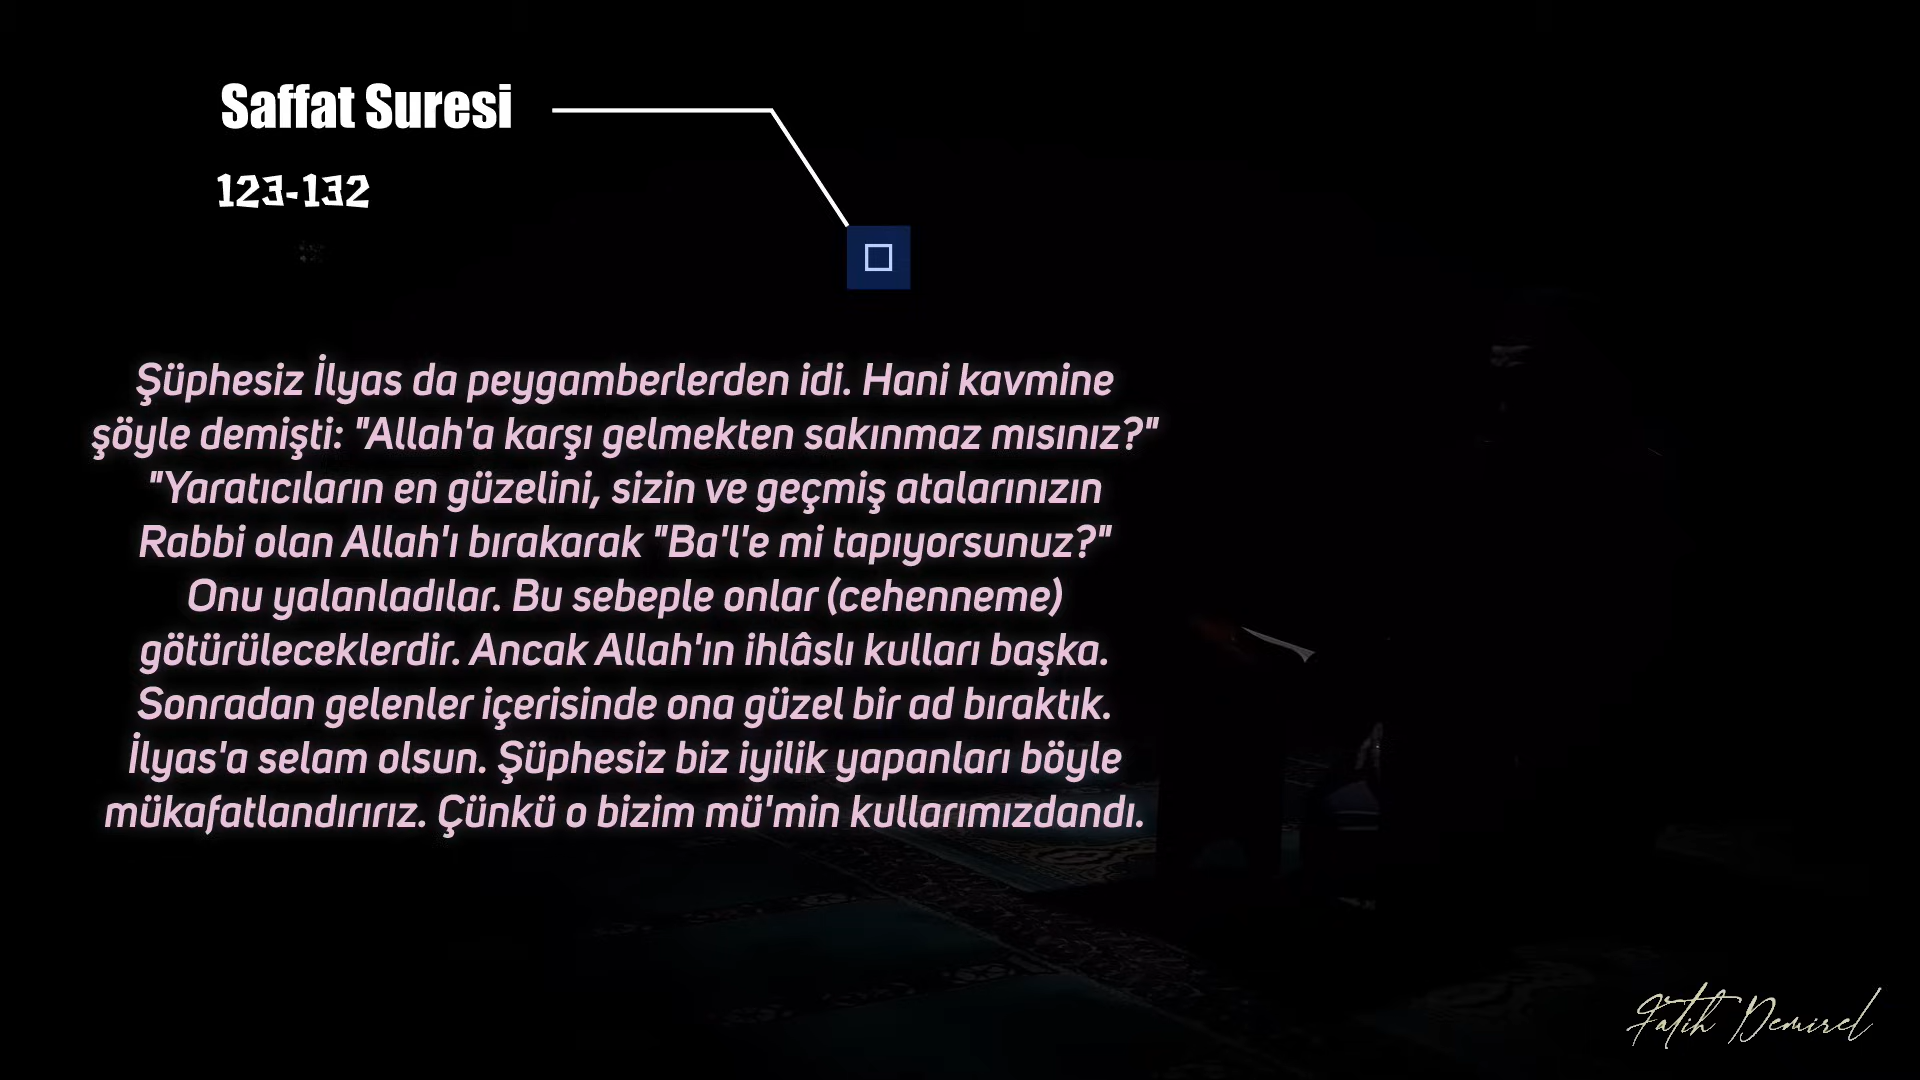 Saffat Suresi
123-132
Şüphesiz İlyas da peygamberlerden idi. Hani kavmine
şöyle demişti: "Allah'a karşı gelmekten sakınmaz mısınız?"
"Yaratıcıların en güzelini, sizin ve geçmiş atalarınızın
Rabbi olan Allah'ı bırakarak "Ba'l'e mi tapıyorsunuz?"
Onu yalanladılar. Bu sebeple onlar (cehenneme)
götürüleceklerdir. Ancak Allah'ın ihlâslı kulları başka.
Sonradan gelenler içerisinde ona güzel bir ad bıraktık.
İlyas'a selam olsun. Şüphesiz biz iyilik yapanları böyle
mükafatlandırırız. Çünkü o bizim mü'min kullarımızdandı.
Fatih Demirel